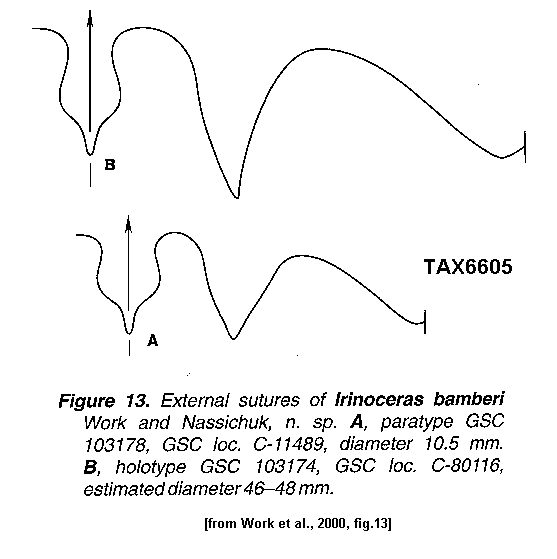 B
TAX6605
A
Figure 13. External sutures of Irinoceras bamberi
Work and Nassichuk, n. sp. A, paratype GSC
103178, GSC loc. C-11489, diameter 10.5 mm.
B, holotype GSC 103174, GSC loc. C-80116,
estimated diameter 46–48 mm.
[from Work et al., 2000, fig.13]